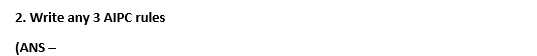 2. Write any 3 AIPC rules
(ANS –